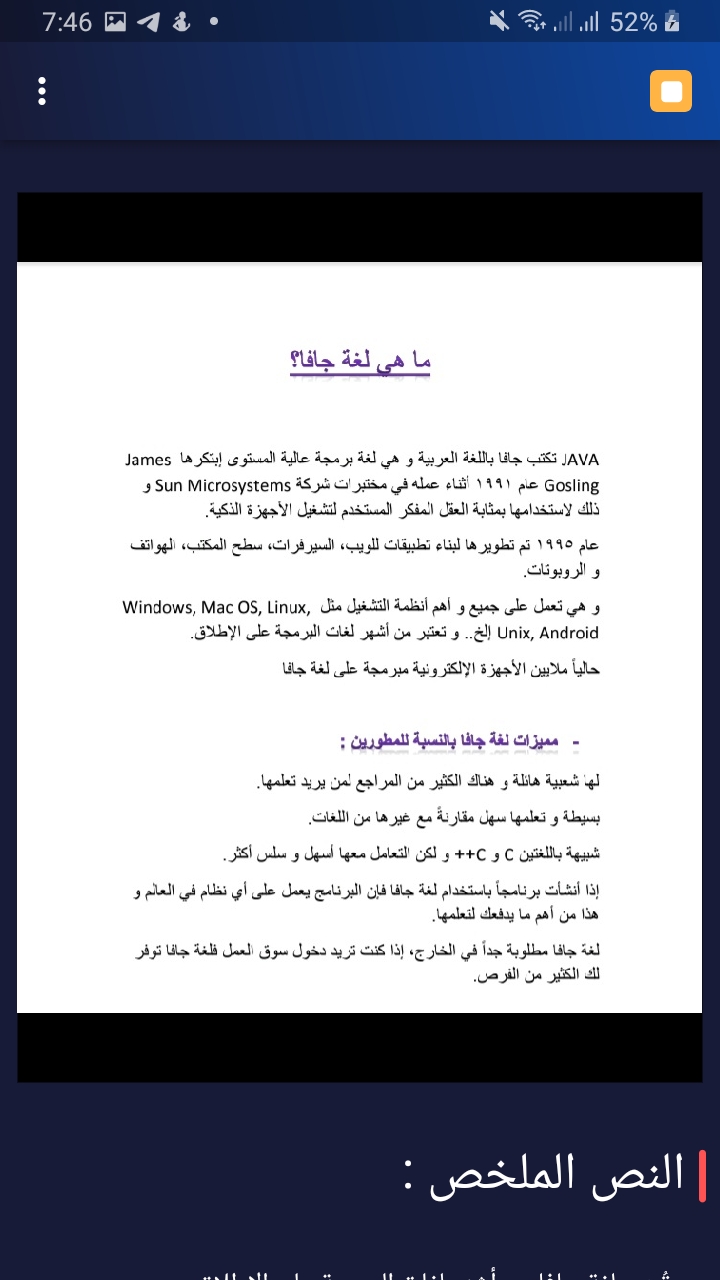 7:46
52%
ما هي لغة جافا؟
JAVA تكتب جافا باللغة العربية و هي لغة برمجة عالية المستوى إبتكرها James
Gosling عام ١٩٩١ أثناء عمله في مختبرات شركة Sun Microsystems و
ذلك لاستخدامها بمثابة العقل المفكر المستخدم لتشغيل الأجهزة الذكية.
عام ١٩٩٥ تم تطويرها لبناء تطبيقات للويب، السيرفرات، سطح المكتب، الهواتف
و الروبوتات.
و هي تعمل على جميع و أهم أنظمة التشغيل مثل Windows, Mac OS, Linux,
Unix, Android إلخ.. و تعتبر من أشهر لغات البرمجة على الإطلاق.
حالياً ملايين الأجهزة الإلكترونية مبرمجة على لغة جافا
- مميزات لغة جافا بالنسبة للمطورين :
لها شعبية هائلة و هناك الكثير من المراجع لمن يريد تعلمها.
بسيطة و تعلمها سهل مقارنةً مع غيرها من اللغات.
شبيهة باللغتين C و C++ و لكن التعامل معها أسهل و سلس أكثر.
إذا أنشأت برنامجاً باستخدام لغة جافا فإن البرنامج يعمل على أي نظام في العالم و
هذا من أهم ما يدفعك لتعلمها.
لغة جافا مطلوبة جداً في الخارج، إذا كنت تريد دخول سوق العمل فلغة جافا توفر
لك الكثير من الفرص.
النص الملخص :